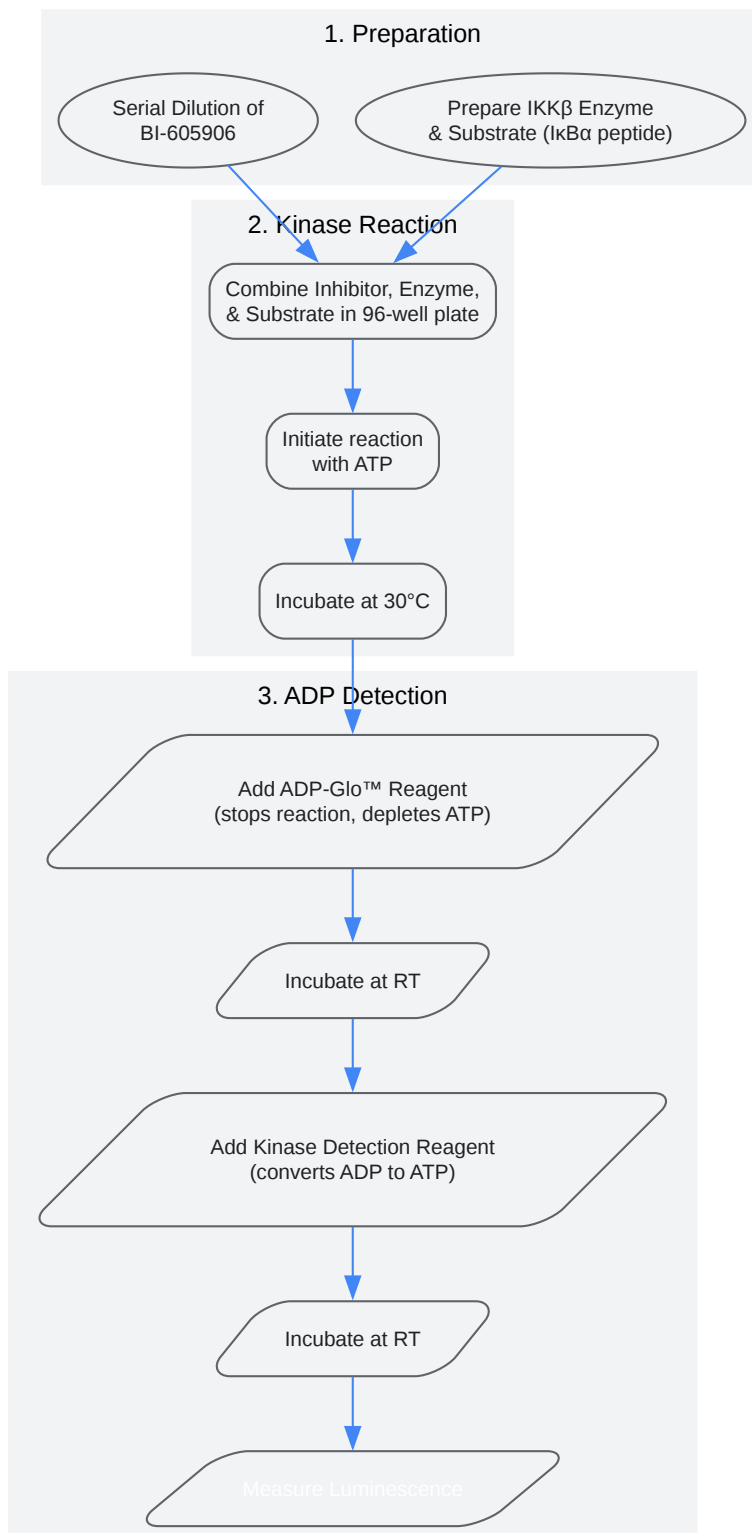 1. Preparation
Serial Dilution of
BI-605906
Prepare IKKβ Enzyme
& Substrate (IκBα peptide)
2. Kinase Reaction
Combine Inhibitor, Enzyme,
& Substrate in 96-well plate
Initiate reaction
with ATP
Incubate at 30°C
3. ADP Detection
Add ADP-Glo™ Reagent
(stops reaction, depletes ATP)
Incubate at RT
Add Kinase Detection Reagent
(converts ADP to ATP)
Incubate at RT
Measure Luminescence